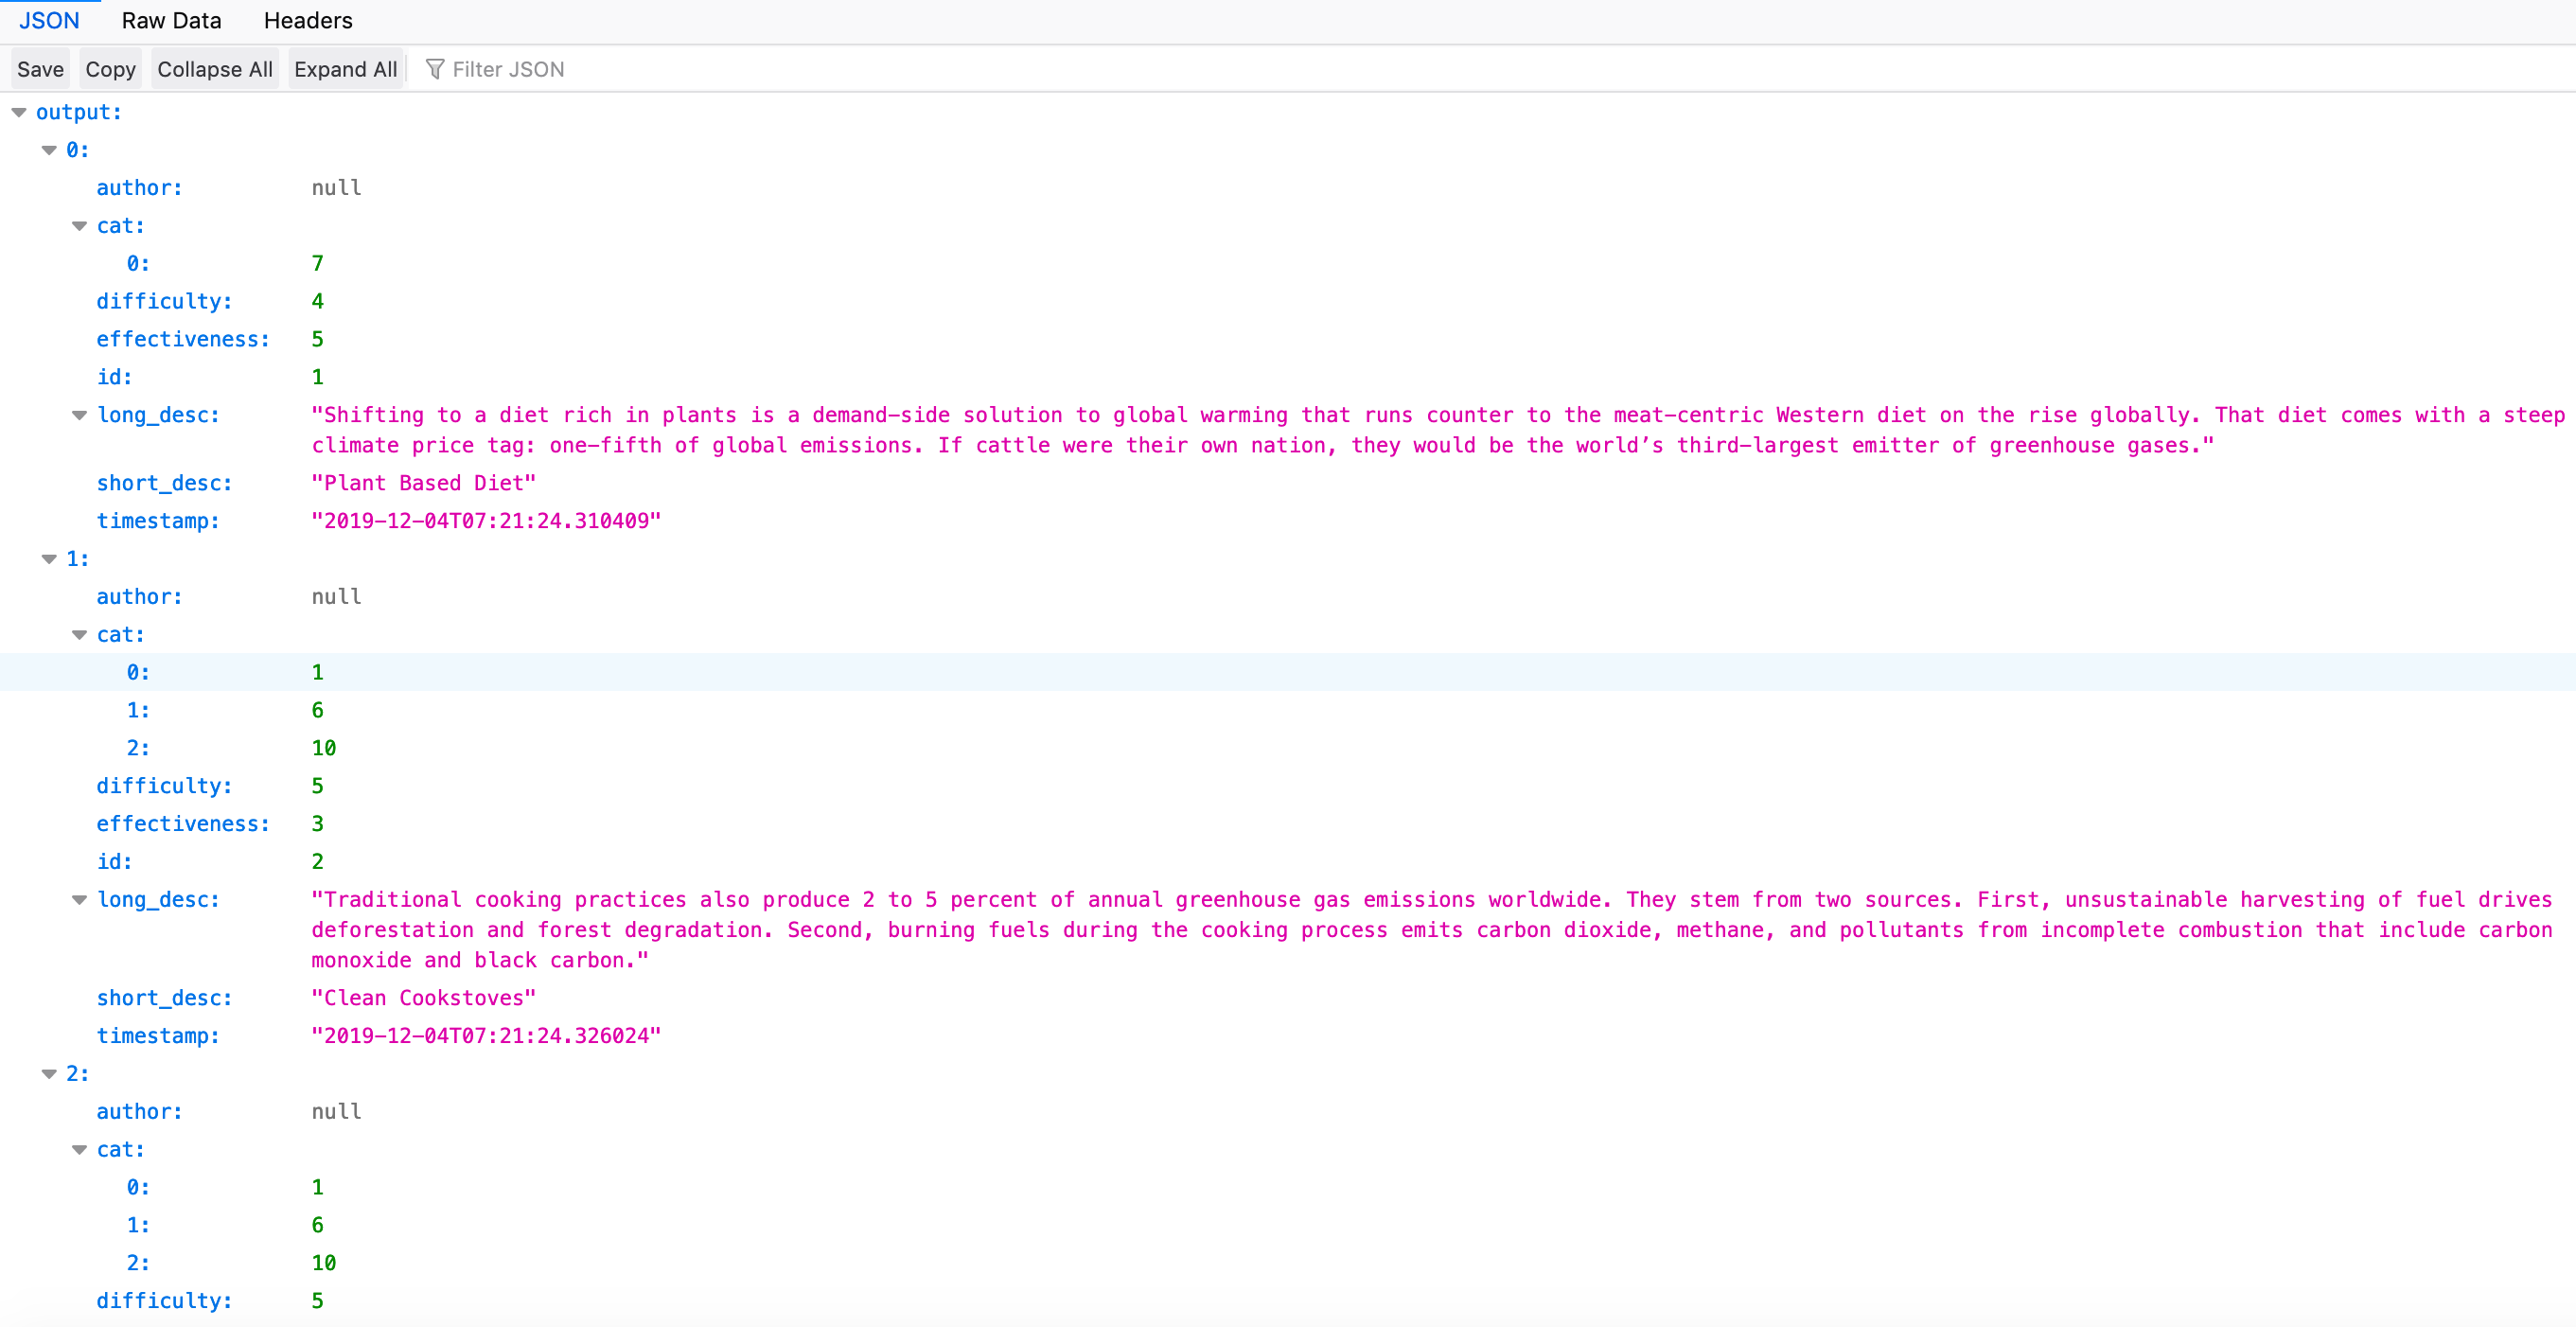 JSON Raw Data Headers
Save Copy Collapse All Expand All Filter JSON
output:
0:
author: null
cat:
0: 7
difficulty: 4
effectiveness: 5
id: 1
long_desc: "Shifting to a diet rich in plants is a demand-side solution to global warming that runs counter to the meat-centric Western diet on the rise globally. That diet comes with a steep
climate price tag: one-fifth of global emissions. If cattle were their own nation, they would be the world’s third-largest emitter of greenhouse gases."
short_desc: "Plant Based Diet"
timestamp: "2019-12-04T07:21:24.310409"
1:
author: null
cat:
0: 1
1: 6
2: 10
difficulty: 5
effectiveness: 3
id: 2
long_desc: "Traditional cooking practices also produce 2 to 5 percent of annual greenhouse gas emissions worldwide. They stem from two sources. First, unsustainable harvesting of fuel drives
deforestation and forest degradation. Second, burning fuels during the cooking process emits carbon dioxide, methane, and pollutants from incomplete combustion that include carbon
monoxide and black carbon."
short_desc: "Clean Cookstoves"
timestamp: "2019-12-04T07:21:24.326024"
2:
author: null
cat:
0: 1
1: 6
2: 10
difficulty: 5